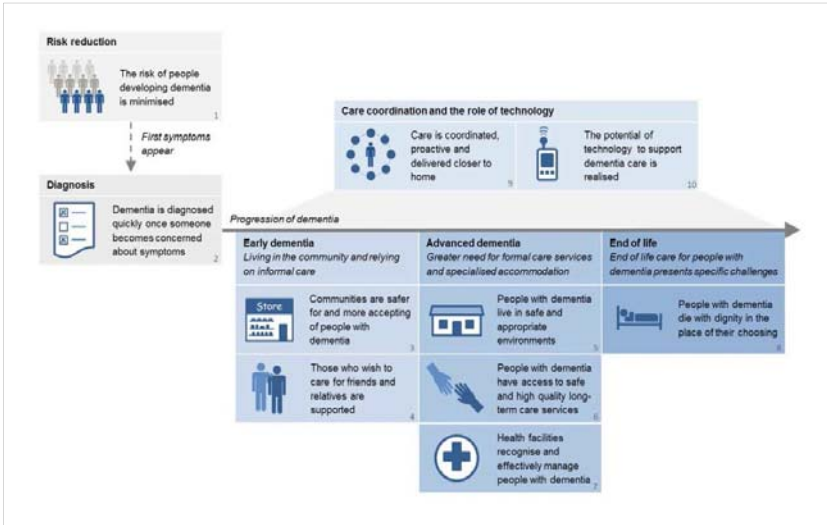 Risk reduction
The risk of people
developing dementia
is minimised
1
First symptoms
appear
Diagnosis
Dementia is diagnosed
quickly once someone
becomes concerned
about symptoms
2
Care coordination and the role of technology
Care is coordinated,
proactive and
delivered closer to
home
9
The potential of
technology to support
dementia care is
realised
10
Progression of dementia
Early dementia
Living in the community and relying
on informal care
Store
Communities are safer
for and more accepting
of people with
dementia
3
Those who wish to
care for friends and
relatives are
supported
4
Advanced dementia
Greater need for formal care services
and specialised accommodation
People with dementia
live in safe and
appropriate
environments
5
People with dementia
have access to safe
and high quality long-
term care services
6
Health facilities
recognise and
effectively manage
people with dementia
7
End of life
End of life care for people with
dementia presents specific challenges
People with dementia
die with dignity in the
place of their choosing
8